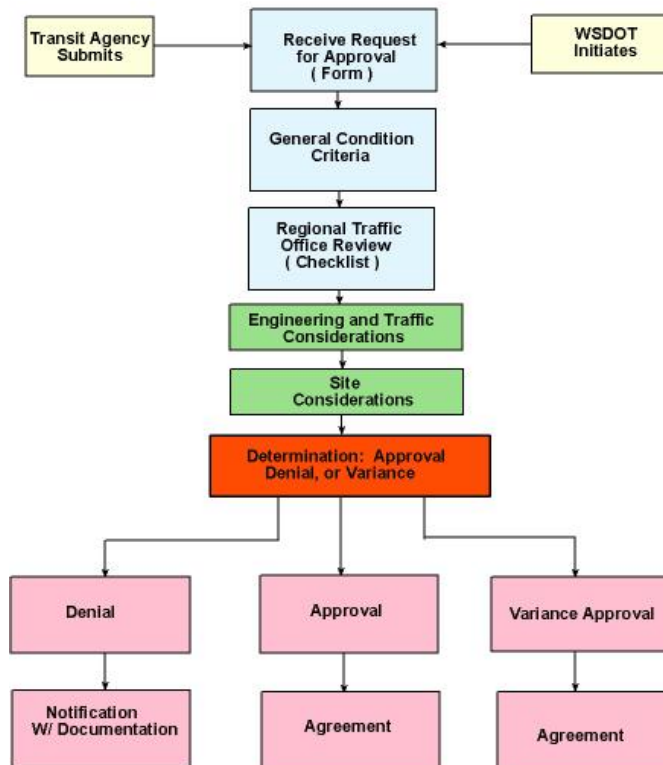 Transit Agency
Submits
Receive Request
for Approval
( Form )
WSDOT
Initiates
General Condition
Criteria
Regional Traffic
Office Review
( Checklist )
Engineering and Traffic
Considerations
Site
Considerations
Determination: Approval
Denial, or Variance
Denial
Approval
Variance Approval
Notification
W/ Documentation
Agreement
Agreement